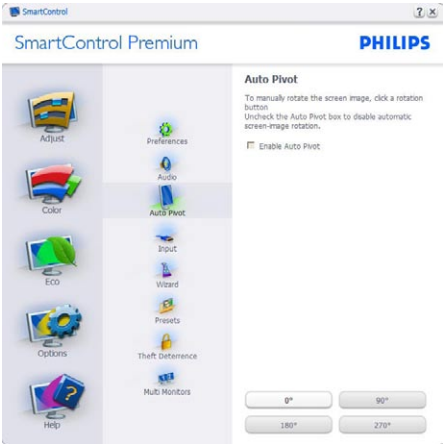 SmartControl
? x
SmartControl Premium
PHILIPS
Adjust
Color
Eco
Options
Help
Preferences
Audio
Auto Pivot
Input
Wizard
Presets
Theft Deterrence
Multi Monitors
Auto Pivot
To manually rotate the screen image, click a rotation
button
Uncheck the Auto Pivot box to disable automatic
screen-image rotation.
Enable Auto Pivot
0°
90°
180°
270°